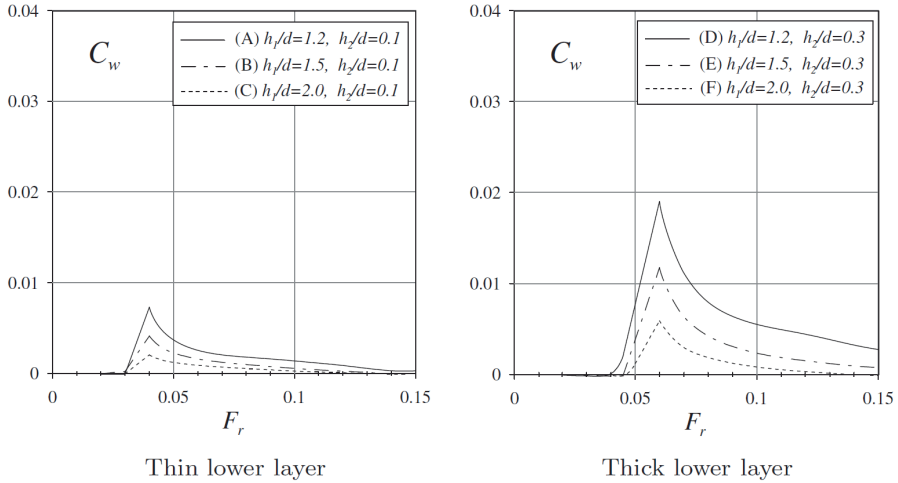 0.04
0.03
0.02
0.01
0
C_w
(A) h_1/d=1.2, h_2/d=0.1
(B) h_1/d=1.5, h_2/d=0.1
(C) h_1/d=2.0, h_2/d=0.1
0 0.05 0.1 0.15
F_r
Thin lower layer
0.04
0.03
0.02
0.01
0
C_w
(D) h_1/d=1.2, h_2/d=0.3
(E) h_1/d=1.5, h_2/d=0.3
(F) h_1/d=2.0, h_2/d=0.3
0 0.05 0.1 0.15
F_r
Thick lower layer